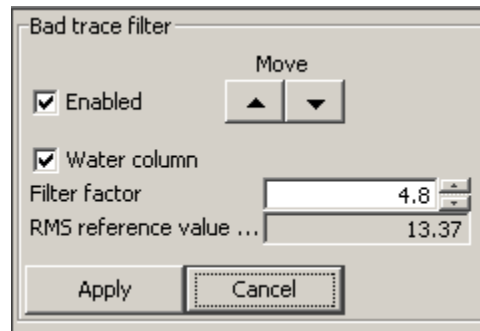 Bad trace filter
Move
Enabled
Water column
Filter factor 4.8
RMS reference value ... 13.37
Apply Cancel